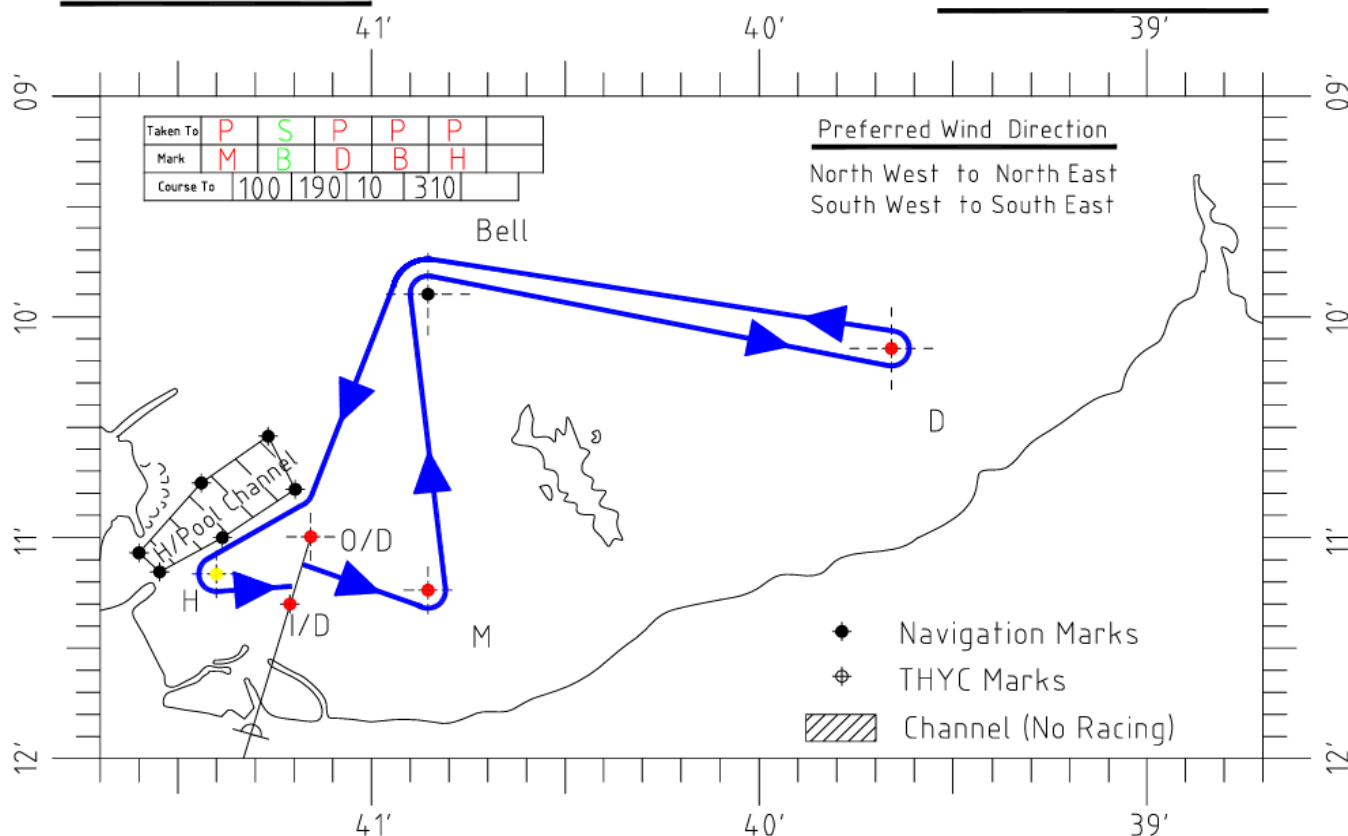 41' 40' 39'
09' 09'
Taken To P S P P P
Mark M B D B H
Course To 100 190 10 310
Preferred Wind Direction
North West to North East
South West to South East
Bell
10' 10'
D
H/Pool Channel
11' O/D 11'
H I/D
M
Navigation Marks
THYC Marks
Channel (No Racing)
12' 12'
41' 40' 39'